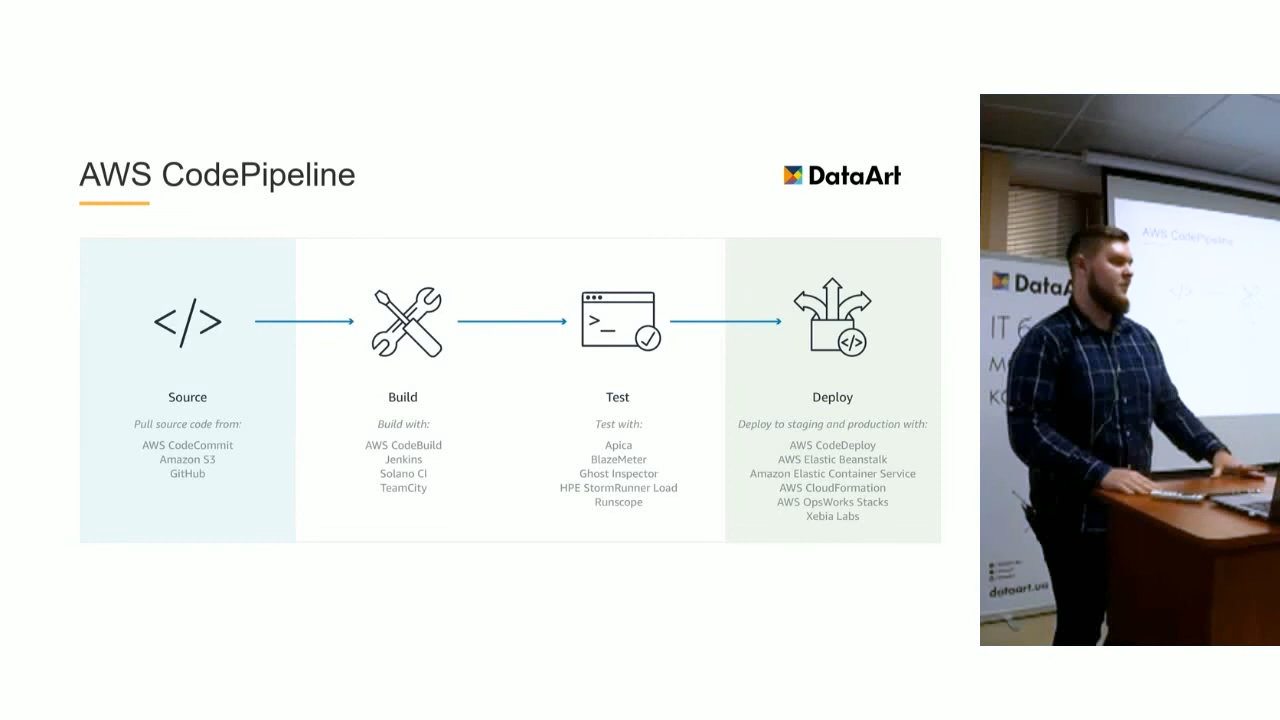 AWS CodePipeline
DataArt
Source
Pull source code from:
AWS CodeCommit
Amazon S3
GitHub
Build
Build with:
AWS CodeBuild
Jenkins
Solano CI
TeamCity
Test
Test with:
Apica
BlazeMeter
Ghost Inspector
HPE StormRunner Load
Runscope
Deploy
Deploy to staging and production with:
AWS CodeDeploy
AWS Elastic Beanstalk
Amazon Elastic Container Service
AWS CloudFormation
AWS OpsWorks Stacks
Xebia Labs
AWS CodePipeline
DataA
IT
dataart.ua